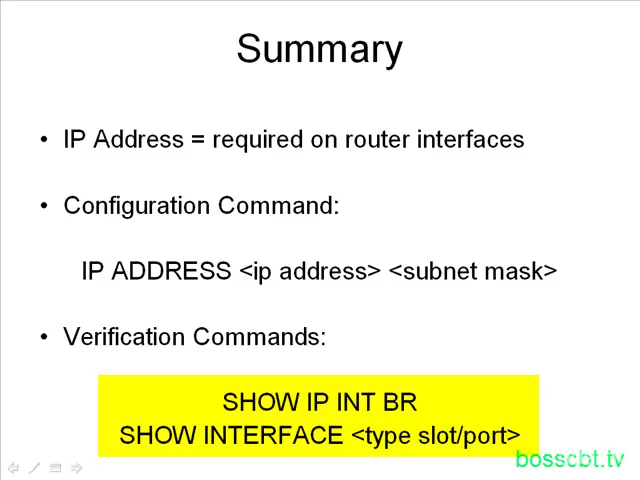 Summary
• IP Address = required on router interfaces
• Configuration Command:
IP ADDRESS <ip address> <subnet mask>
• Verification Commands:
SHOW IP INT BR
SHOW INTERFACE <type slot/port>
bosscbt.tv